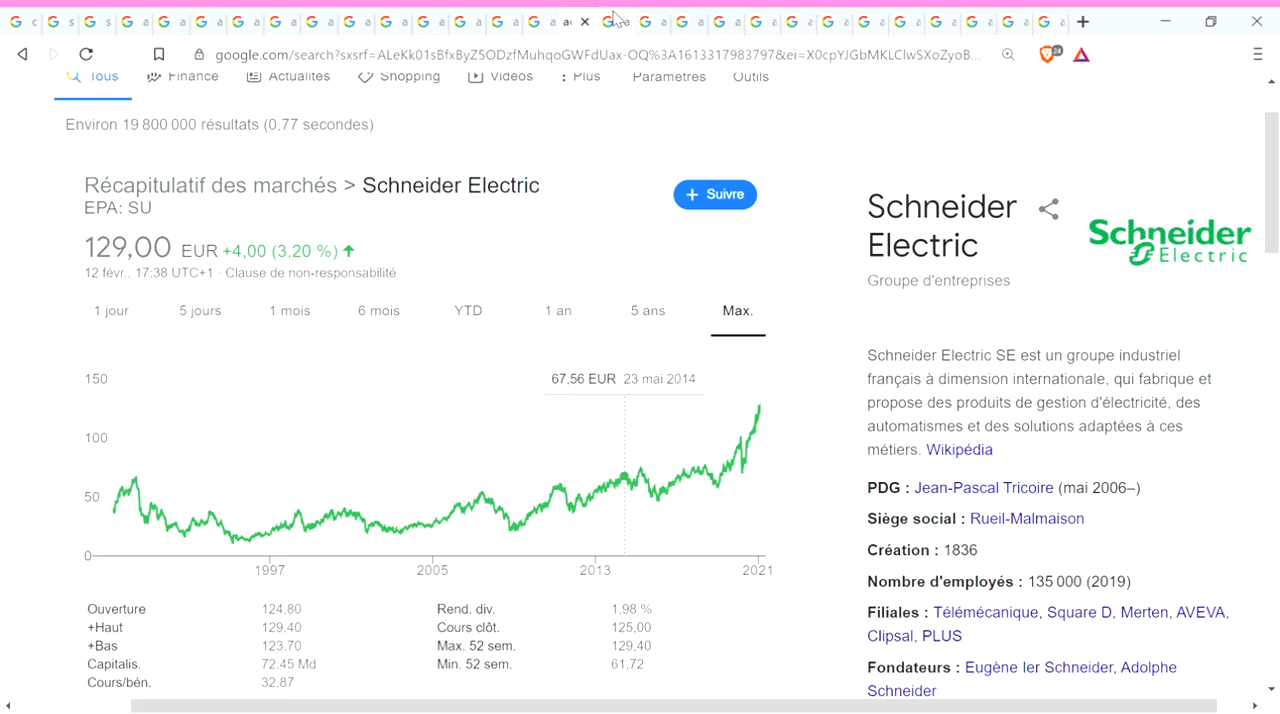 c
s
s
a
a
a
a
a
a
a
a
a
a
a
a
ac
a
a
a
a
a
a
a
a
a
a
a
a
a
google.com/search?sxsrf=ALeKk01sBfxByZ5ODzfMuhqoGWFdUax-OQ%3A1613317983797&ei=X0cpYJGbMKLClwSXoZyoB...
24
Tous
Finance
Actualités
Shopping
Vidéos
Plus
Paramètres
Outils
Environ 19 800 000 résultats (0,77 secondes)
Récapitulatif des marchés > Schneider Electric
EPA: SU
+ Suivre
129,00 EUR +4,00 (3,20 %)
12 févr., 17:38 UTC+1 · Clause de non-responsabilité
1 jour
5 jours
1 mois
6 mois
YTD
1 an
5 ans
Max.
67,56 EUR 23 mai 2014
150
100
50
0
1997
2005
2013
2021
Ouverture 124,80
+Haut 129,40
+Bas 123,70
Capitalis. 72,45 Md
Cours/bén. 32,87
Rend. div. 1,98 %
Cours clôt. 125,00
Max. 52 sem. 129,40
Min. 52 sem. 61,72
Schneider
Electric
Groupe d'entreprises
Schneider
Electric
Schneider Electric SE est un groupe industriel
français à dimension internationale, qui fabrique et
propose des produits de gestion d'électricité, des
automatismes et des solutions adaptées à ces
métiers. Wikipédia
PDG : Jean-Pascal Tricoire (mai 2006–)
Siège social : Rueil-Malmaison
Création : 1836
Nombre d'employés : 135 000 (2019)
Filiales : Télémécanique, Square D, Merten, AVEVA,
Clipsal, PLUS
Fondateurs : Eugène Ier Schneider, Adolphe
Schneider